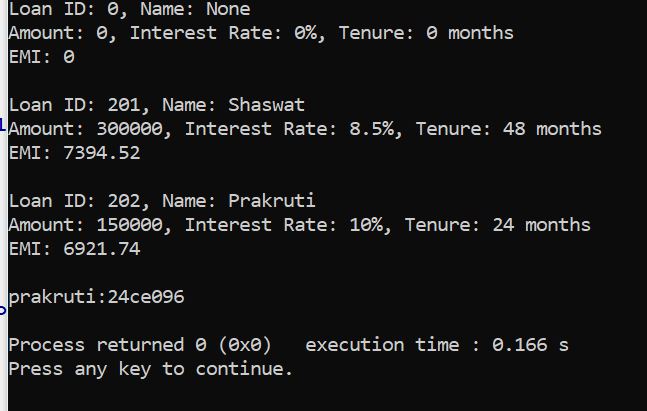 Loan ID: 0, Name: None
Amount: 0, Interest Rate: 0%, Tenure: 0 months
EMI: 0
Loan ID: 201, Name: Shaswat
Amount: 300000, Interest Rate: 8.5%, Tenure: 48 months
EMI: 7394.52
Loan ID: 202, Name: Prakruti
Amount: 150000, Interest Rate: 10%, Tenure: 24 months
EMI: 6921.74
prakruti:24ce096
Process returned 0 (0x0)   execution time : 0.166 s
Press any key to continue.